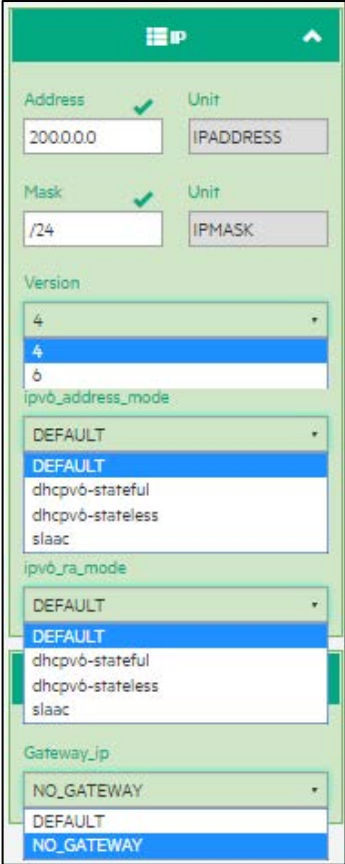 IP
Address Unit
200.0.0.0 IPADDRESS
Mask Unit
/24 IPMASK
Version
4
4
6
ipv6_address_mode
DEFAULT
DEFAULT
dhcpv6-stateful
dhcpv6-stateless
slaac
ipv6_ra_mode
DEFAULT
DEFAULT
dhcpv6-stateful
dhcpv6-stateless
slaac
Gateway_ip
NO_GATEWAY
DEFAULT
NO_GATEWAY